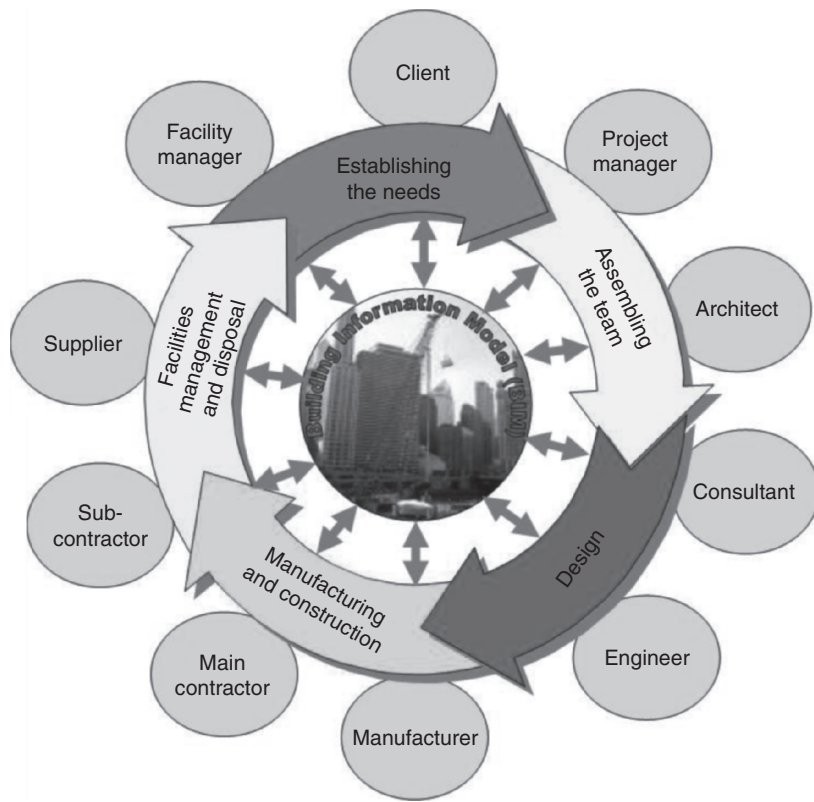 Client
Project
manager
Architect
Consultant
Engineer
Manufacturer
Main
contractor
Sub-
contractor
Supplier
Facility
manager
Establishing
the needs
Assembling
the team
Design
Manufacturing
and construction
Facilities
management
and disposal
Building Information Model (BIM)